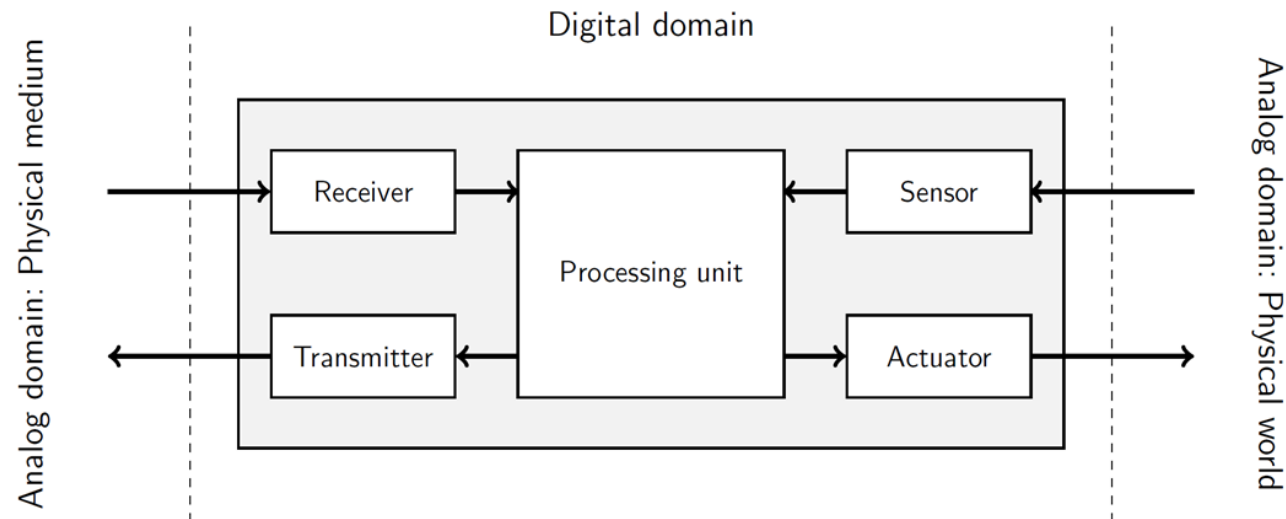 Digital domain
Analog domain: Physical medium
Receiver
Sensor
Processing unit
Transmitter
Actuator
Analog domain: Physical world